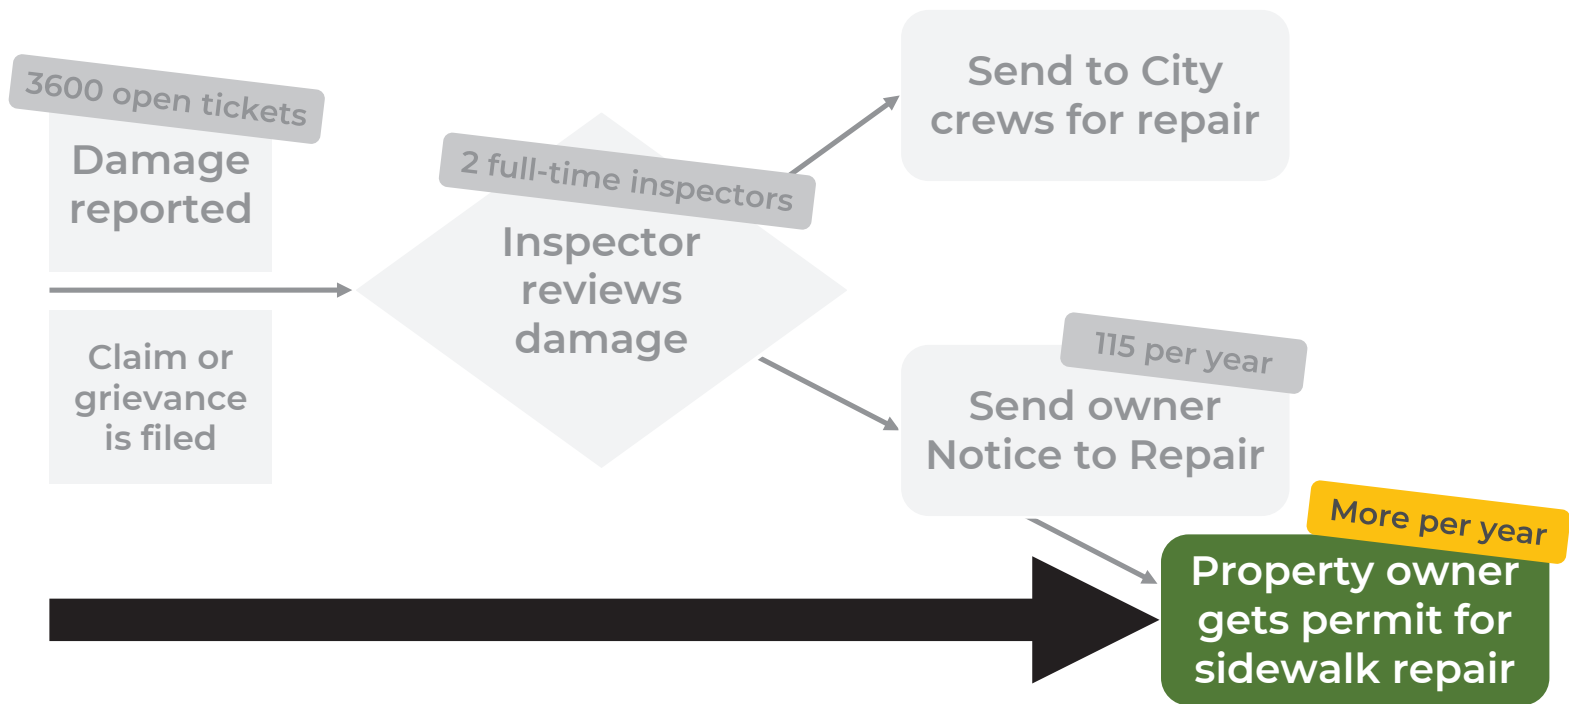 3600 open tickets
Damage
reported
Claim or
grievance
is filed
2 full-time inspectors
Inspector
reviews
damage
Send to City
crews for repair
115 per year
Send owner
Notice to Repair
More per year
Property owner
gets permit for
sidewalk repair